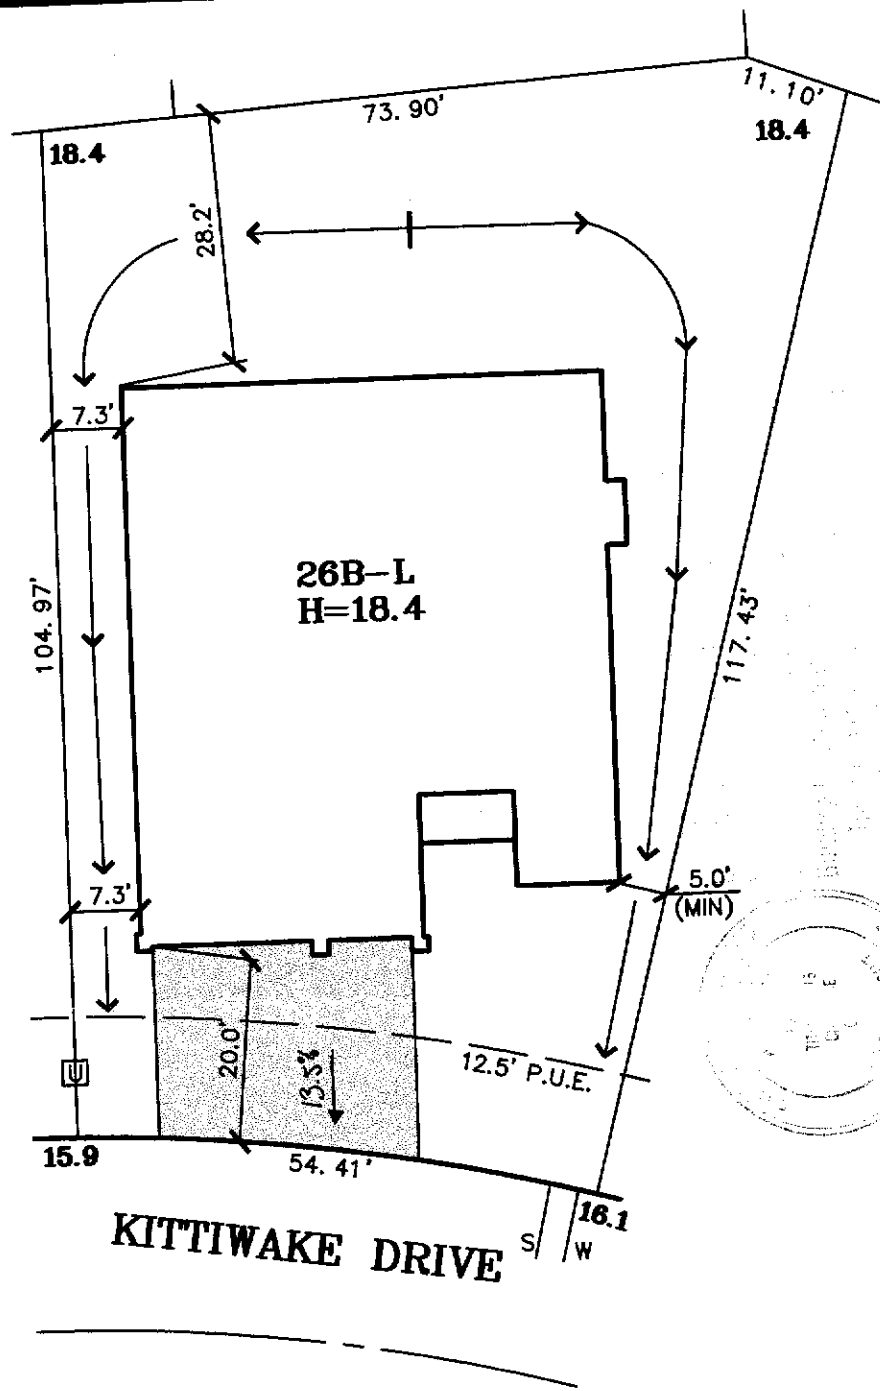 11.10'
73.90'
18.4
18.4
28.2'
7.3'
26B-L
H=18.4
104.97'
117.43'
7.3'
5.0'
(MIN)
20.0'
13.5%
12.5' P.U.E.
U
15.9
54.41'
16.1
KITTIWAKE DRIVE
S
W